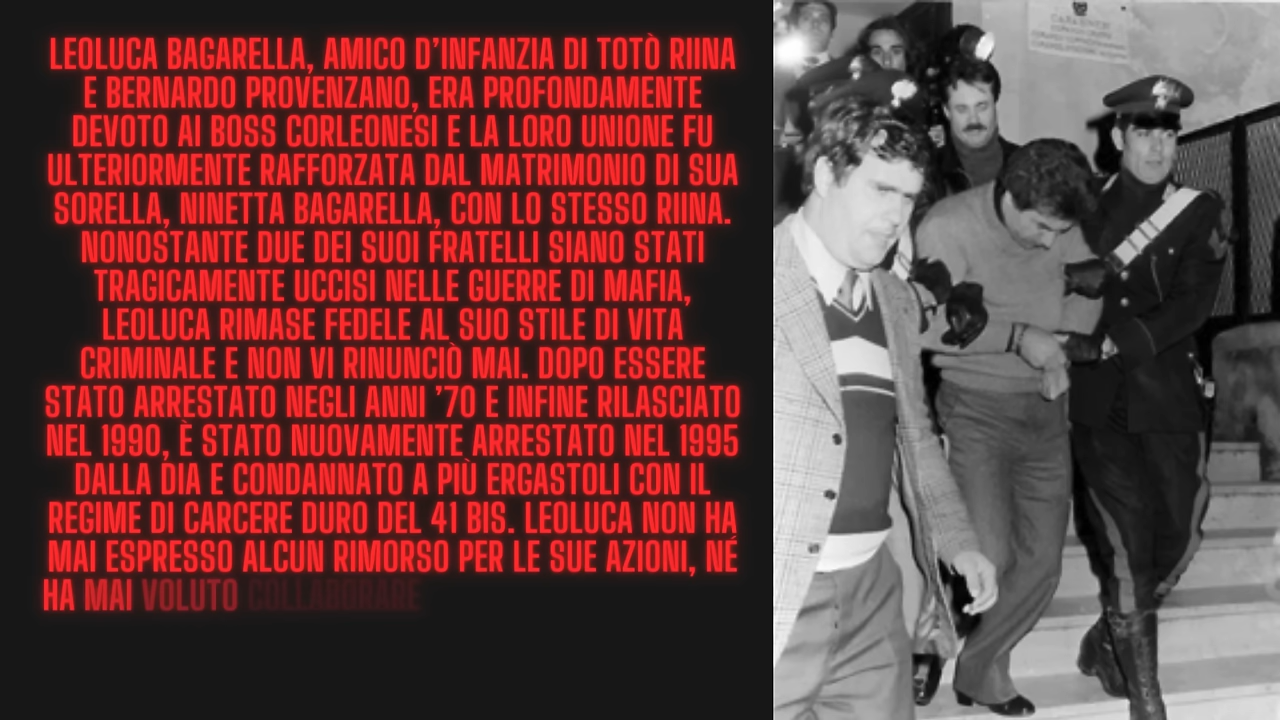 LEOLUCA BAGARELLA, AMICO D'INFANZIA DI TOTÒ RIINA
E BERNARDO PROVENZANO, ERA PROFONDAMENTE
DEVOTO AI BOSS CORLEONESI E LA LORO UNIONE FU
ULTERIORMENTE RAFFORZATA DAL MATRIMONIO DI SUA
SORELLA, NINETTA BAGARELLA, CON LO STESSO RIINA.
NONOSTANTE DUE DEI SUOI FRATELLI SIANO STATI
TRAGICAMENTE UCCISI NELLE GUERRE DI MAFIA,
LEOLUCA RIMASE FEDELE AL SUO STILE DI VITA
CRIMINALE E NON VI RINUNCIÒ MAI. DOPO ESSERE
STATO ARRESTATO NEGLI ANNI '70 E INFINE RILASCIATO
NEL 1990, È STATO NUOVAMENTE ARRESTATO NEL 1995
DALLA DIA E CONDANNATO A PIÙ ERGASTOLI CON IL
REGIME DI CARCERE DURO DEL 41 BIS. LEOLUCA NON HA
MAI ESPRESSO ALCUN RIMORSO PER LE SUE AZIONI, NÉ
HA MAI VOLUTO COLLABORARE
CARABINIERI